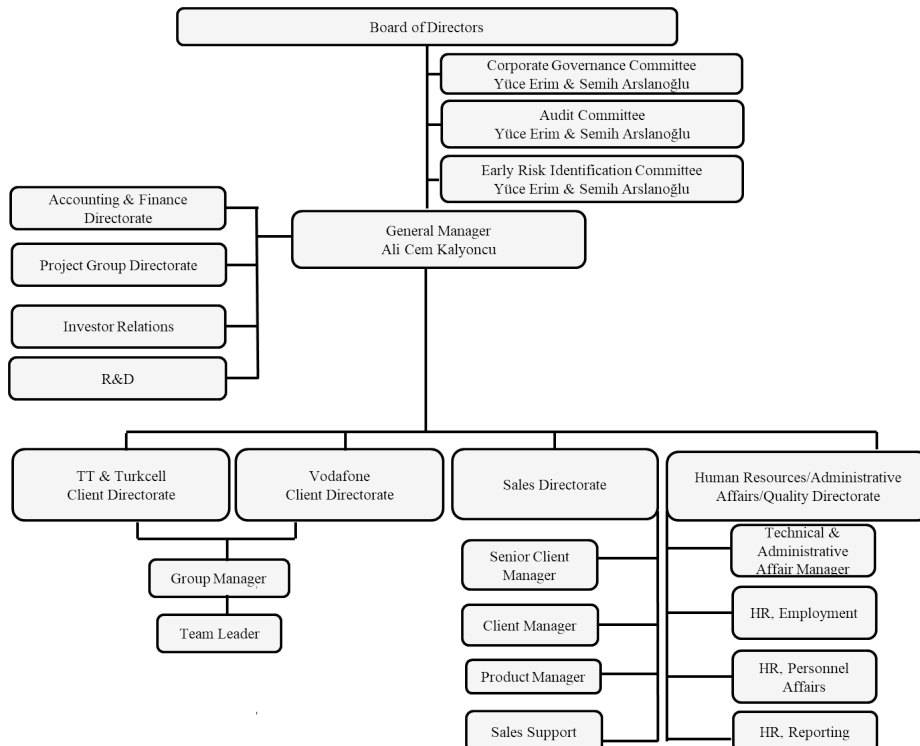 Board of Directors
Corporate Governance Committee
Yüce Erim & Semih Arslanoğlu
Audit Committee
Yüce Erim & Semih Arslanoğlu
Early Risk Identification Committee
Yüce Erim & Semih Arslanoğlu
Accounting & Finance
Directorate
General Manager
Ali Cem Kalyoncu
Project Group Directorate
Investor Relations
R&D
TT & Turkcell
Client Directorate
Vodafone
Client Directorate
Sales Directorate
Human Resources/Administrative
Affairs/Quality Directorate
Group Manager
Team Leader
Senior Client
Manager
Client Manager
Product Manager
Sales Support
Technical &
Administrative
Affair Manager
HR, Employment
HR, Personnel
Affairs
HR, Reporting